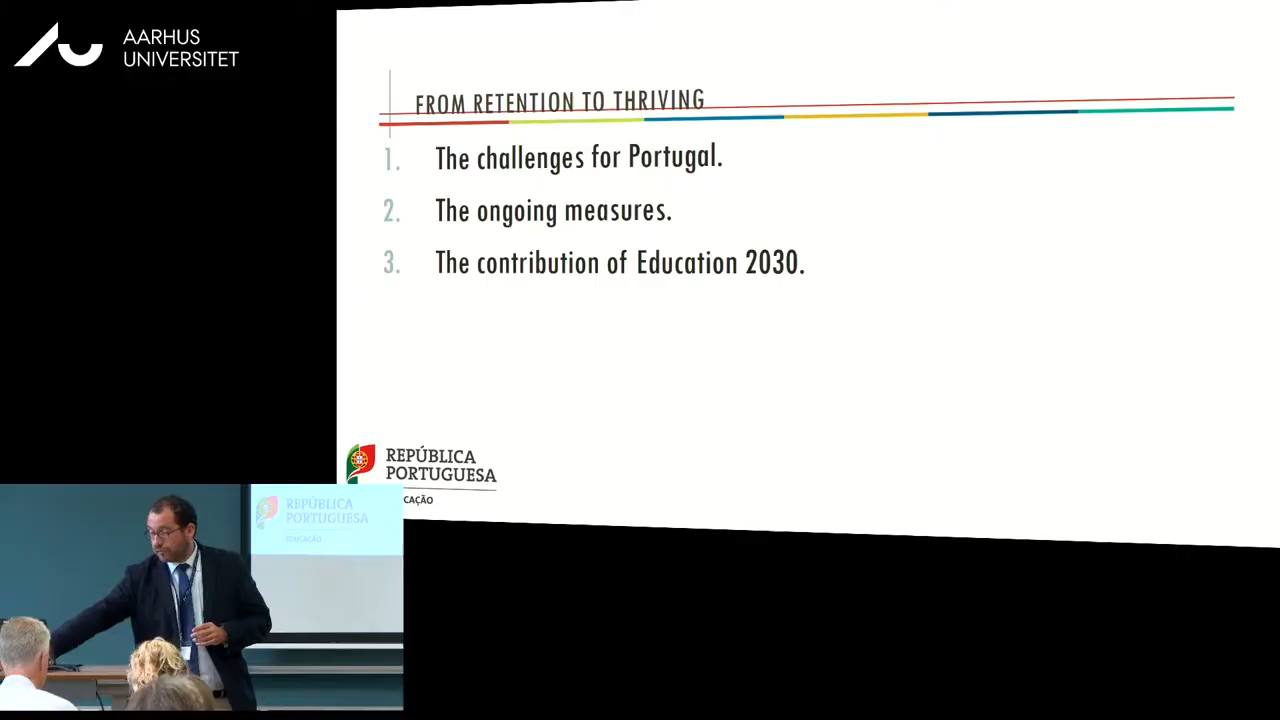 AARHUS
UNIVERSITET
FROM RETENTION TO THRIVING
1. The challenges for Portugal.
2. The ongoing measures.
3. The contribution of Education 2030.
REPÚBLICA
PORTUGUESA
CAÇÃO
REPÚBLICA
PORTUGUESA
EDUCAÇÃO